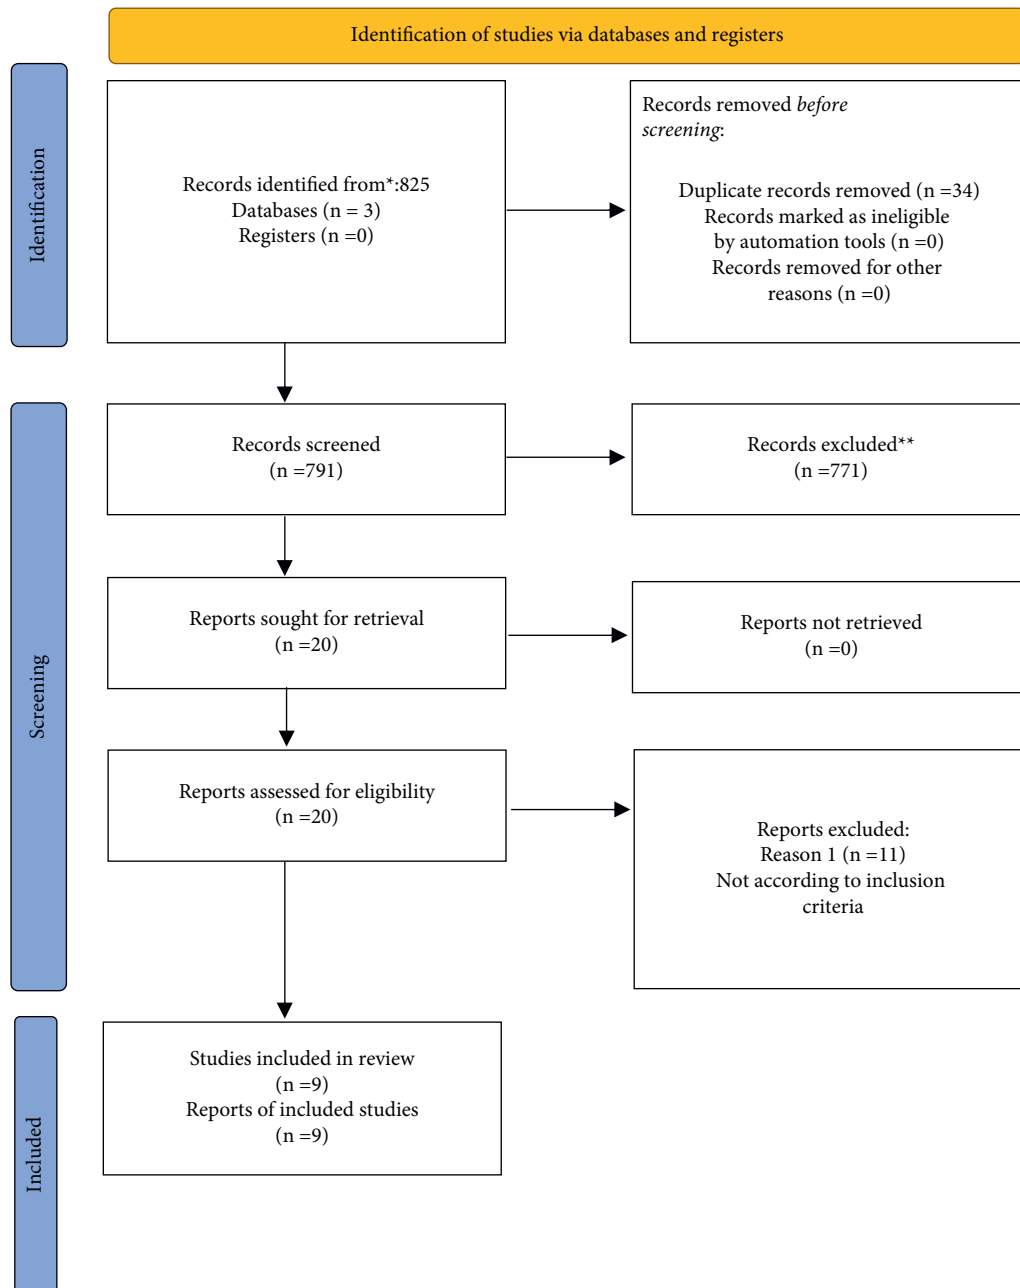 Identification of studies via databases and registers
Identification
Records identified from*:825
Databases (n = 3)
Registers (n =0)
Records removed before
screening:
Duplicate records removed (n =34)
Records marked as ineligible
by automation tools (n =0)
Records removed for other
reasons (n =0)
Screening
Records screened
(n =791)
Records excluded**
(n =771)
Reports sought for retrieval
(n =20)
Reports not retrieved
(n =0)
Reports assessed for eligibility
(n =20)
Reports excluded:
Reason 1 (n =11)
Not according to inclusion
criteria
Included
Studies included in review
(n =9)
Reports of included studies
(n =9)